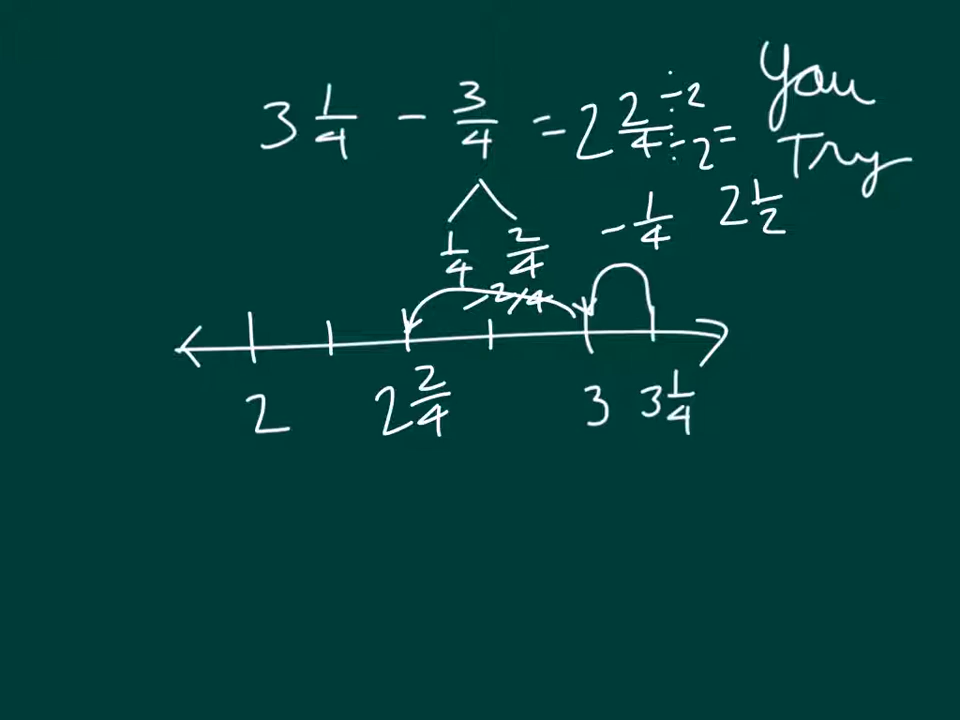 3 1/4 - 3/4 = 2 2/4 ÷2/÷2 = You
Try
2 1/2
1/4 2/4 - 1/4
- 2/4
2 2 2/4 3 3 1/4